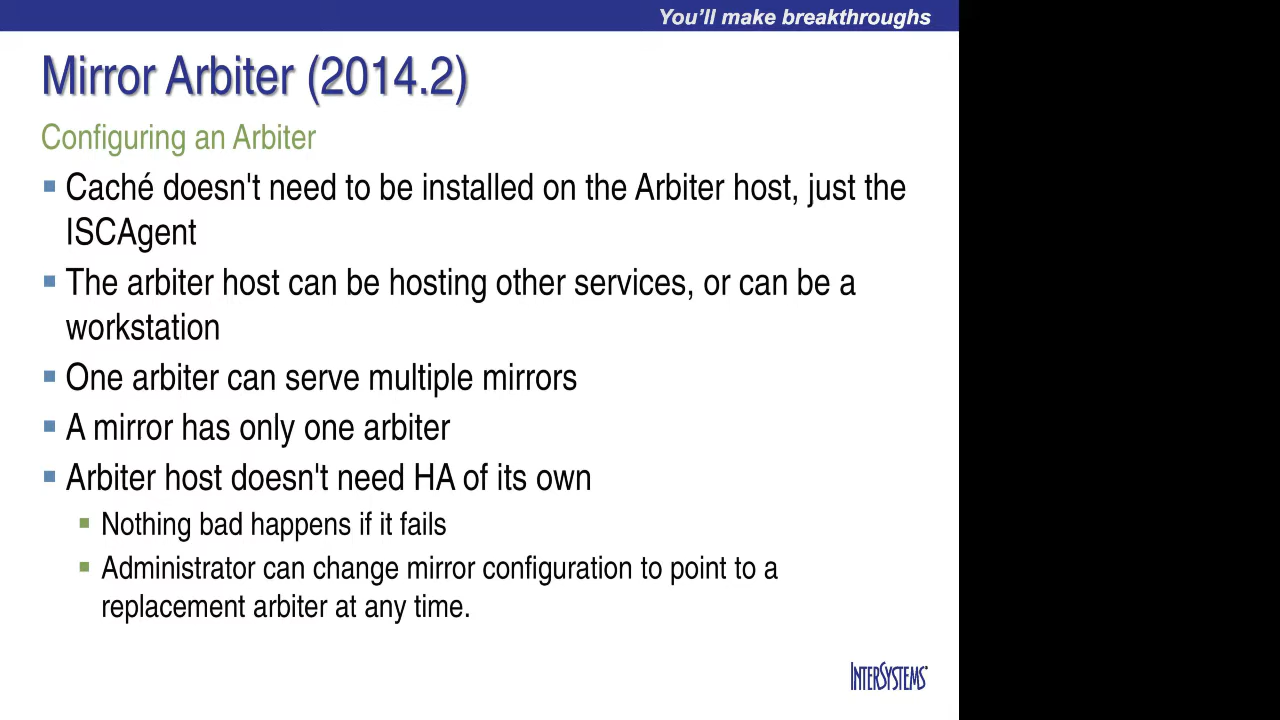 You'll make breakthroughs
Mirror Arbiter (2014.2)
Configuring an Arbiter
Caché doesn't need to be installed on the Arbiter host, just the
ISCAgent
The arbiter host can be hosting other services, or can be a
workstation
One arbiter can serve multiple mirrors
A mirror has only one arbiter
Arbiter host doesn't need HA of its own
Nothing bad happens if it fails
Administrator can change mirror configuration to point to a
replacement arbiter at any time.
INTERSYSTEMS